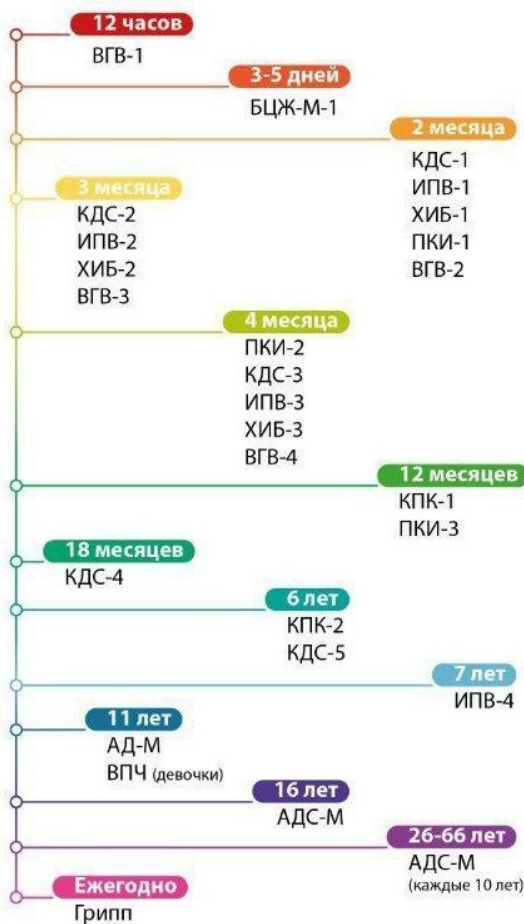 12 часов
ВГВ-1
3-5 дней
БЦЖ-М-1
2 месяца
КДС-1
ИПВ-1
ХИБ-1
ПКИ-1
ВГВ-2
3 месяца
КДС-2
ИПВ-2
ХИБ-2
ВГВ-3
4 месяца
ПКИ-2
КДС-3
ИПВ-3
ХИБ-3
ВГВ-4
12 месяцев
КПК-1
ПКИ-3
18 месяцев
КДС-4
6 лет
КПК-2
КДС-5
7 лет
ИПВ-4
11 лет
АД-М
ВПЧ (девочки)
16 лет
АДС-М
26-66 лет
АДС-М
(каждые 10 лет)
Ежегодно
Грипп